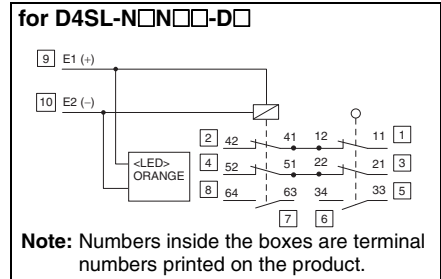 for D4SL-N□N□□-D□
9 E1 (+)
10 E2 (−)
2 42 41 12 11 1
<LED>
ORANGE
4 52 51 22 21 3
8 64 63 34 33 5
7 6
Note: Numbers inside the boxes are terminal
numbers printed on the product.